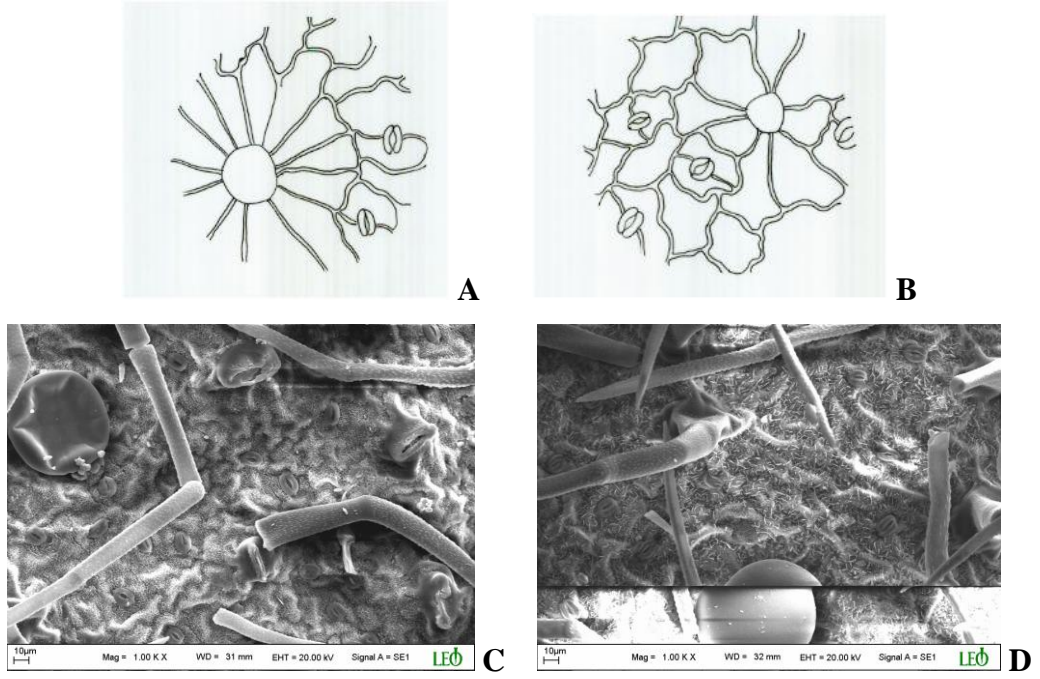 A
B
10µm
Mag = 1.00 K X WD = 31 mm EHT = 20.00 kV Signal A = SE1 LEO
C
10µm
Mag = 1.00 K X WD = 32 mm EHT = 20.00 kV Signal A = SE1 LEO
D